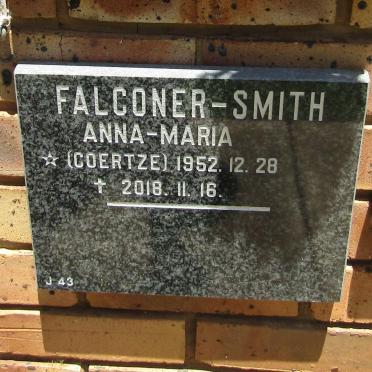 FALCONER-SMITH
ANNA-MARIA
☆ (COERTZE) 1952. 12. 28
✝ 2018. 11. 16.
J 43